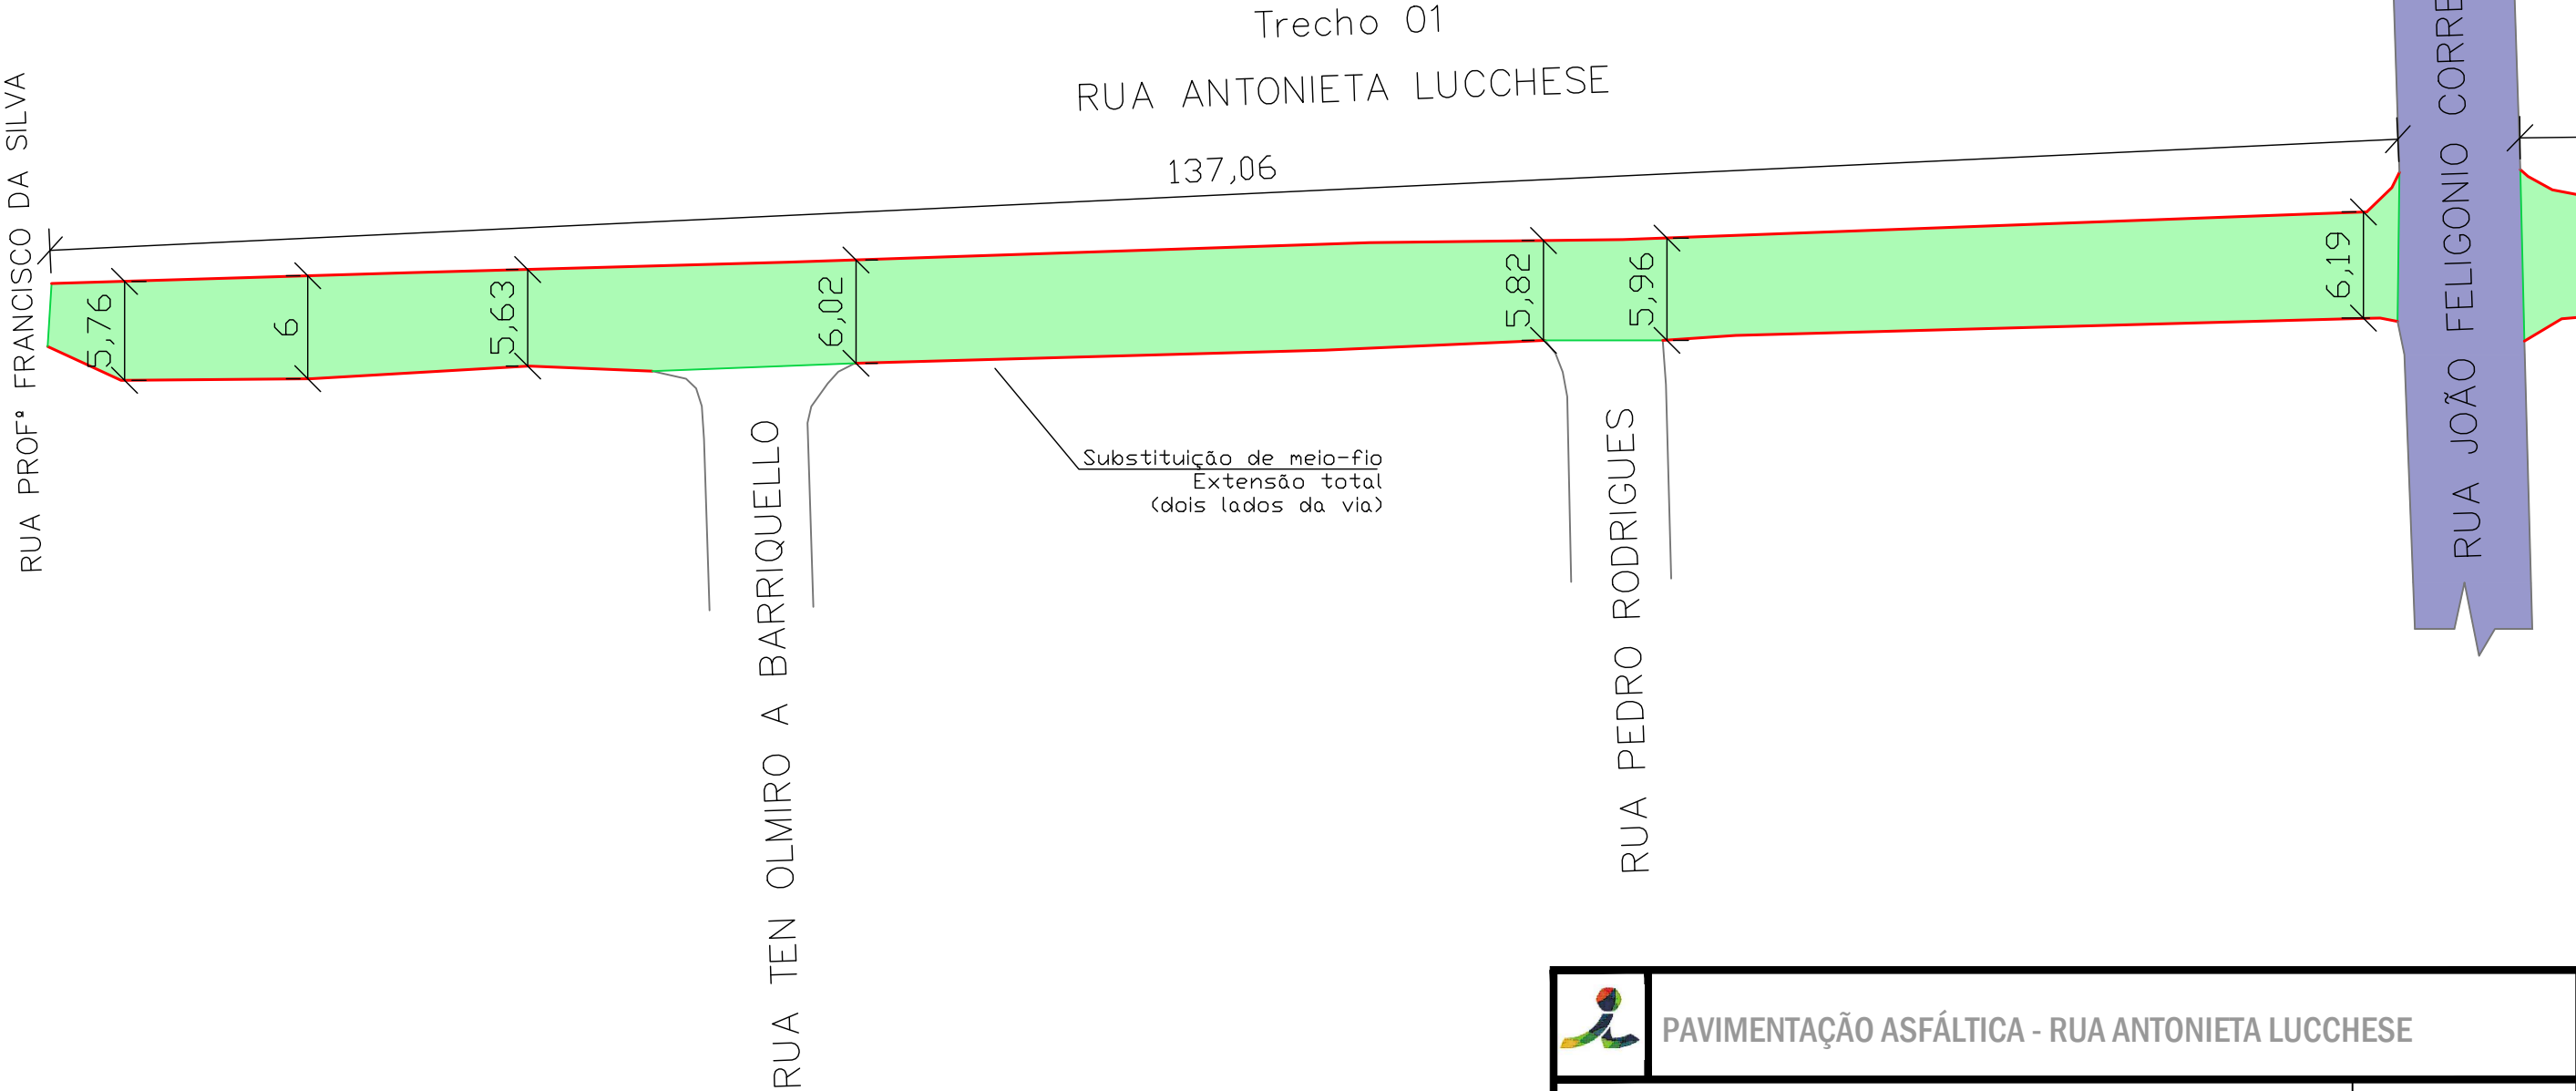 Trecho 01
RUA ANTONIETA LUCCHESE
137,06
RUA PROFª FRANCISCO DA SILVA
5,76
6
5,63
6,02
5,82
5,96
6,19
RUA JOÃO FELIGONIO CORRE
Substituição de meio-fio
Extensão total
(dois lados da via)
RUA TEN OLMIRO A BARRIQUELLO
RUA PEDRO RODRIGUES
PAVIMENTAÇÃO ASFÁLTICA - RUA ANTONIETA LUCCHESE